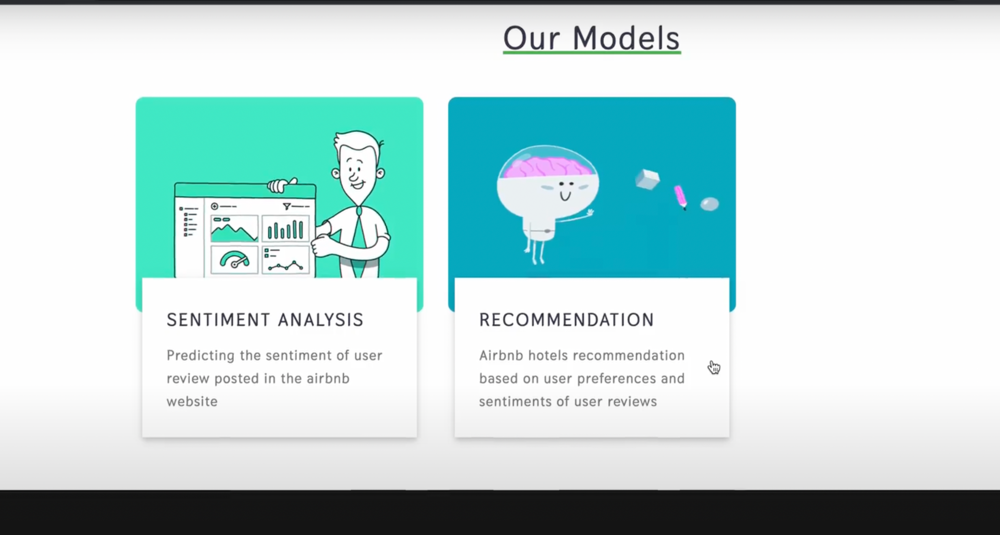 Our Models
SENTIMENT ANALYSIS
Predicting the sentiment of user
review posted in the airbnb
website
RECOMMENDATION
Airbnb hotels recommendation
based on user preferences and
sentiments of user reviews